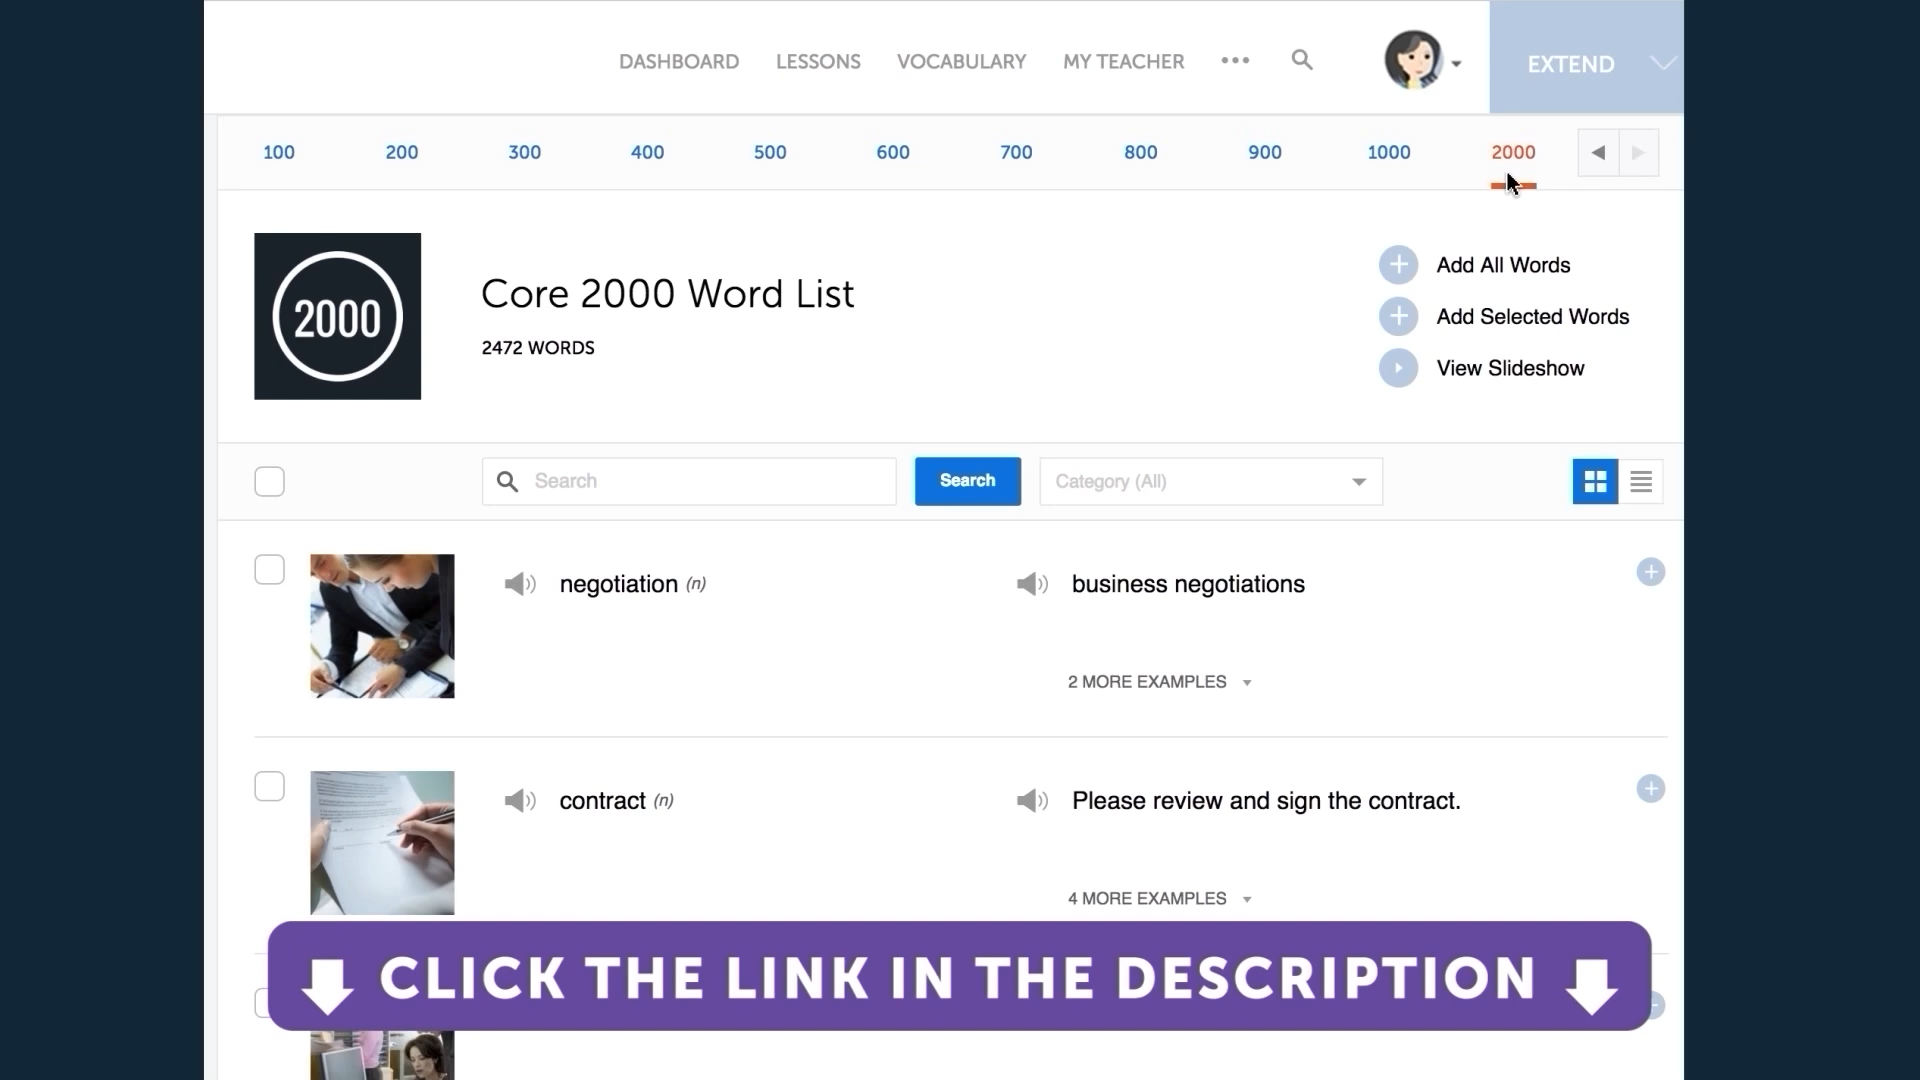 DASHBOARD LESSONS VOCABULARY MY TEACHER EXTEND
100 200 300 400 500 600 700 800 900 1000 2000
2000
Core 2000 Word List
2472 WORDS
Add All Words
Add Selected Words
View Slideshow
Search Search Category (All)
negotiation (n) business negotiations
2 MORE EXAMPLES
contract (n) Please review and sign the contract.
4 MORE EXAMPLES
CLICK THE LINK IN THE DESCRIPTION